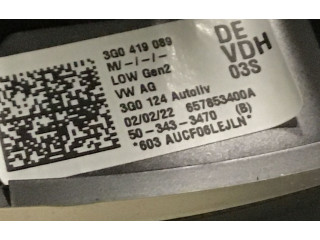 3G0 419 089
M/-/-/-
LOW Gen2
VW AG
3G0 124 Autoliv
02/02/22 657853400A
50-343-3470 (B)
*603 AUCF06LEJLN*
DE
VDH
03S